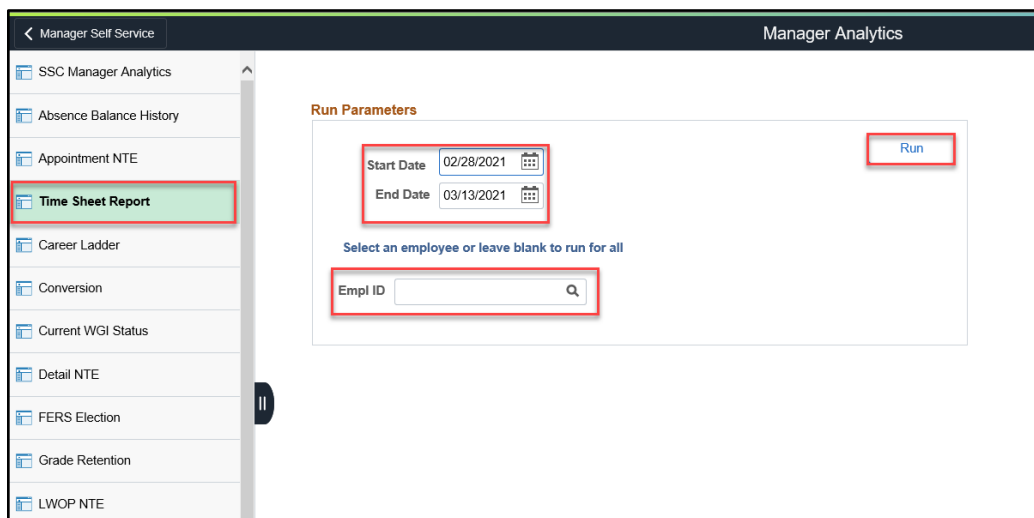 Manager Self Service
Manager Analytics
SSC Manager Analytics
Absence Balance History
Appointment NTE
Time Sheet Report
Career Ladder
Conversion
Current WGI Status
Detail NTE
FERS Election
Grade Retention
LWOP NTE
Run Parameters
Start Date 02/28/2021
Run
End Date 03/13/2021
Select an employee or leave blank to run for all
Empl ID